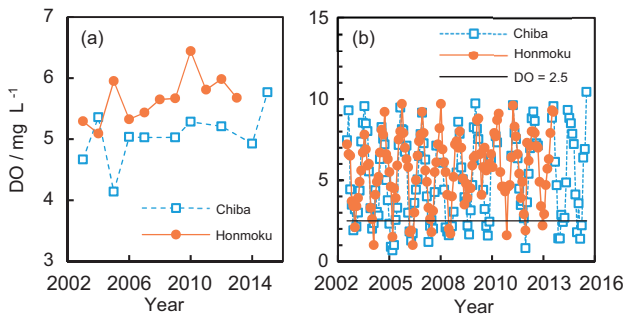 (a)
7
6
5
4
3
DO / mg L⁻¹
Chiba
Honmoku
2002 2006 2010 2014
Year
(b)
15
10
5
0
Chiba
Honmoku
DO = 2.5
2002 2005 2008 2010 2013 2016
Year